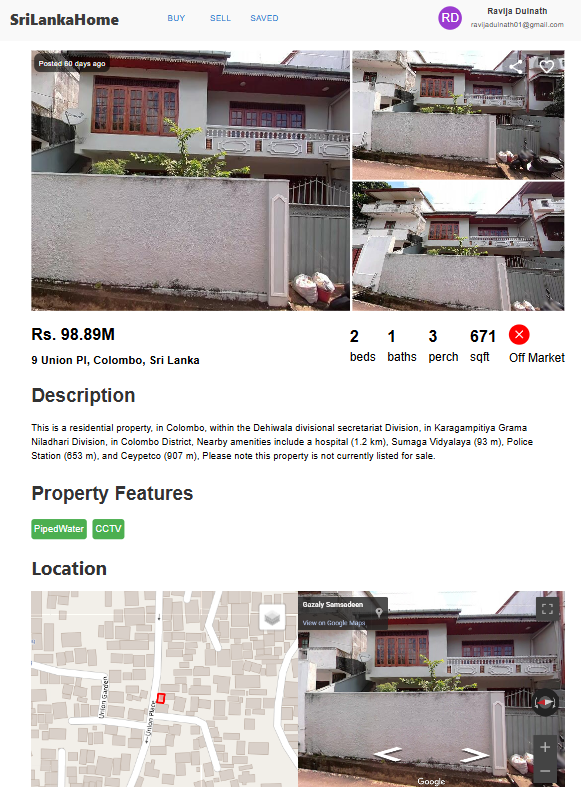 SriLankaHome
BUY SELL SAVED
RD
Ravija Dulnath
ravijadulnath01@gmail.com
Posted 60 days ago
Rs. 98.89M
9 Union Pl, Colombo, Sri Lanka
2 1 3 671
beds baths perch sqft Off Market
Description
This is a residential property, in Colombo, within the Dehiwala divisional secretariat Division, in Karagampitiya Grama
Niladhari Division, in Colombo District, Nearby amenities include a hospital (1.2 km), Sumaga Vidyalaya (93 m), Police
Station (653 m), and Ceypetco (907 m), Please note this property is not currently listed for sale.
Property Features
PipedWater CCTV
Location
Gazaly Samsedeen
View on Google Maps
Union Garden
Union Place
Google